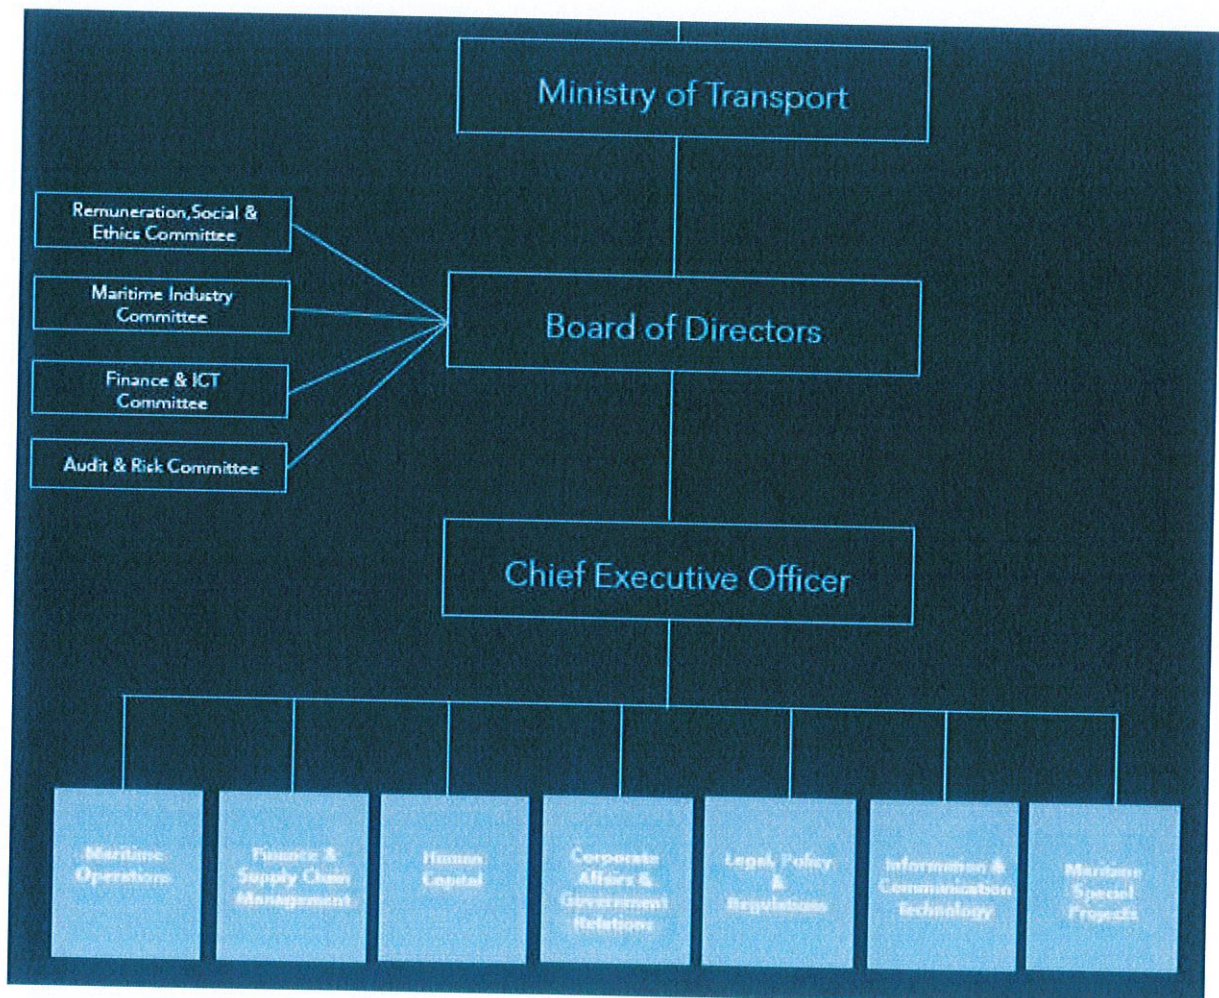 Ministry of Transport
Remuneration,Social &
Ethics Committee
Maritime Industry
Committee
Board of Directors
Finance & ICT
Committee
Audit & Risk Committee
Chief Executive Officer
Maritime
Operations
Finance &
Supply Chain
Management
Human
Capital
Corporate
Affairs &
Government
Relations
Legal, Policy
&
Regulations
Information &
Communication
Technology
Maritime
Special
Projects